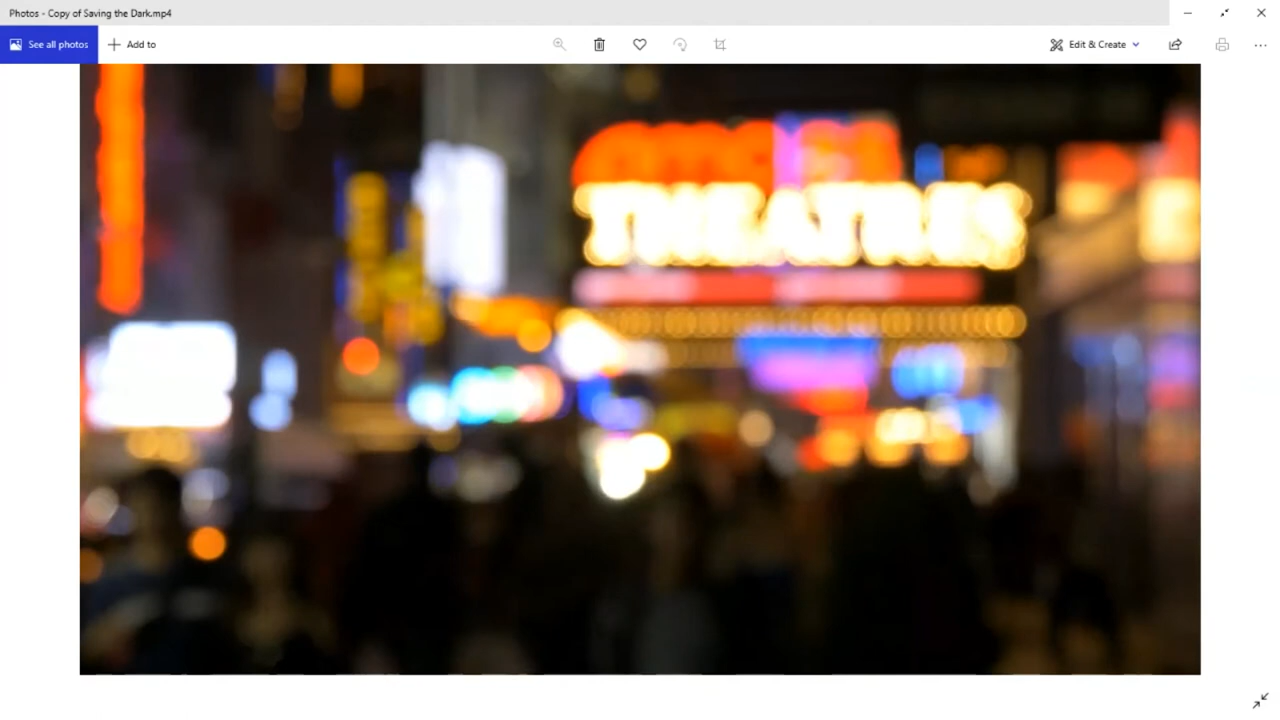 Photos - Copy of Saving the Dark.mp4
See all photos
Add to
Edit & Create
THEATRES